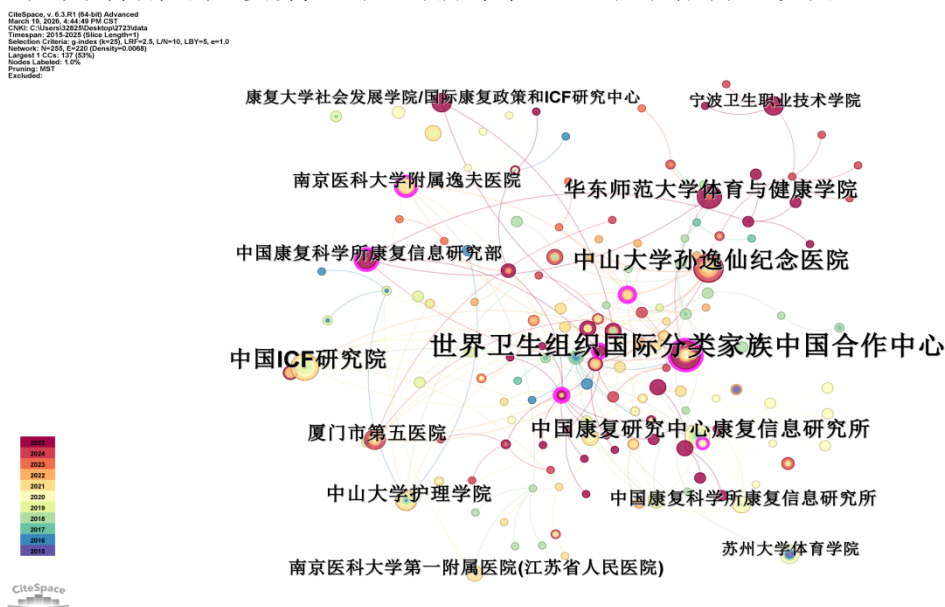 CiteSpace, v. 6.3.R1 (64-bit) Advanced
March 19, 2026, 4:44:49 PM CST
CNKI: C:\Users\32825\Desktop\2723\data
Timespan: 2015-2025 (Slice Length=1)
Selection Criteria: g-index (k=25), LRF=2.5, L/N=10, LBY=5, e=1.0
Network: N=255, E=220 (Density=0.0068)
Largest 1 CCs: 137 (53%)
Nodes Labeled: 1.0%
Pruning: MST
Excluded:
康复大学社会发展学院/国际康复政策和ICF研究中心
宁波卫生职业技术学院
南京医科大学附属逸夫医院
华东师范大学体育与健康学院
中国康复科学所康复信息研究部
中山大学孙逸仙纪念医院
世界卫生组织国际分类家族中国合作中心
中国ICF研究院
厦门市第五医院
中国康复研究中心康复信息研究所
中山大学护理学院
中国康复科学所康复信息研究所
苏州大学体育学院
南京医科大学第一附属医院(江苏省人民医院)
2025
2024
2023
2022
2021
2020
2019
2018
2017
2016
2015
CiteSpace